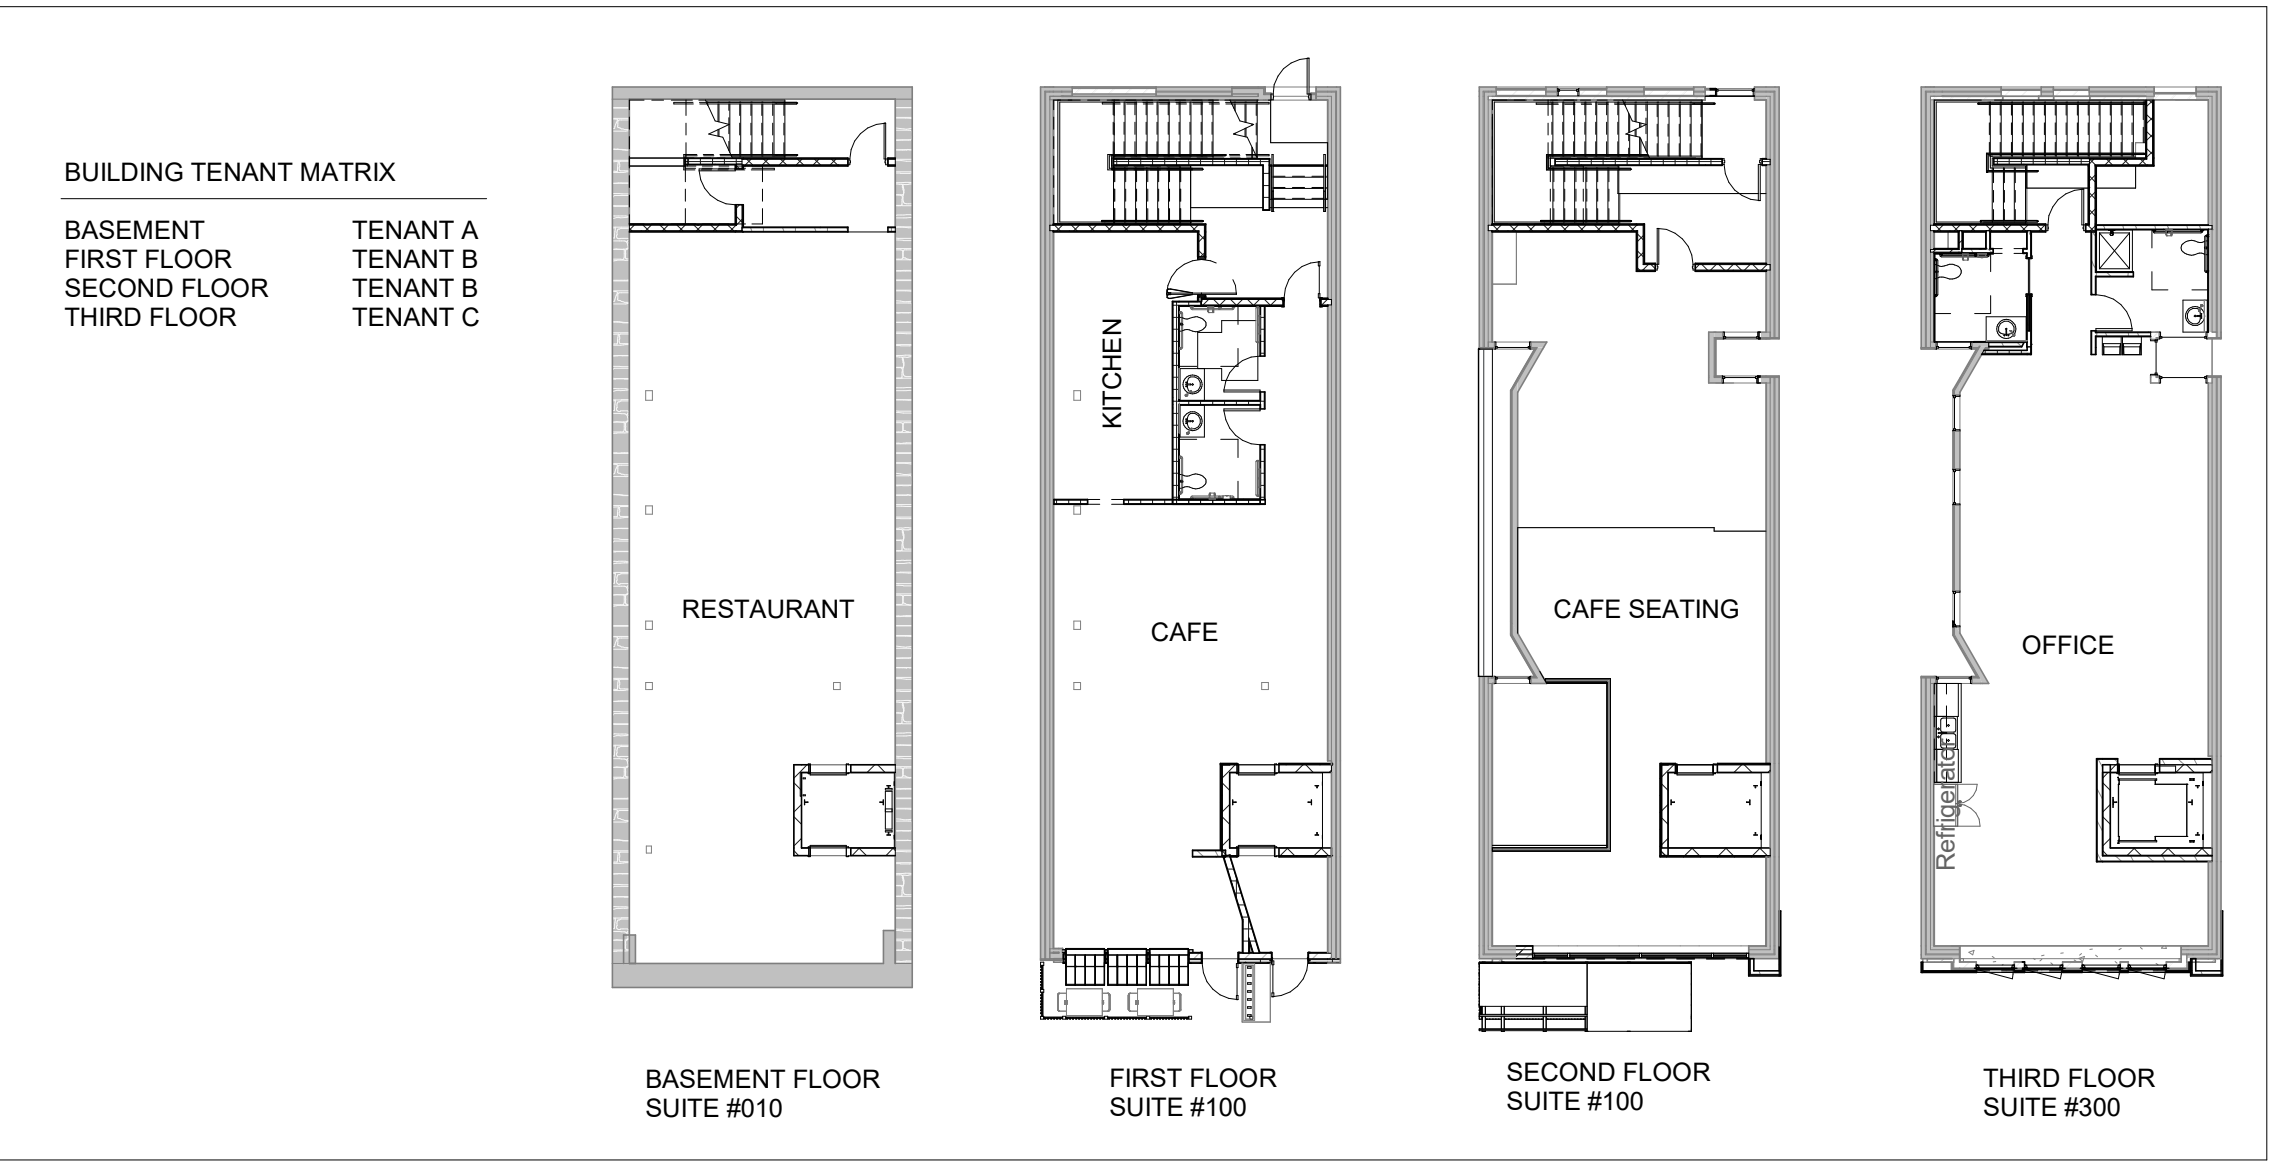 BUILDING TENANT MATRIX
BASEMENT TENANT A
FIRST FLOOR TENANT B
SECOND FLOOR TENANT B
THIRD FLOOR TENANT C
RESTAURANT
BASEMENT FLOOR
SUITE #010
KITCHEN
CAFE
FIRST FLOOR
SUITE #100
CAFE SEATING
SECOND FLOOR
SUITE #100
OFFICE
Refrigerator
THIRD FLOOR
SUITE #300